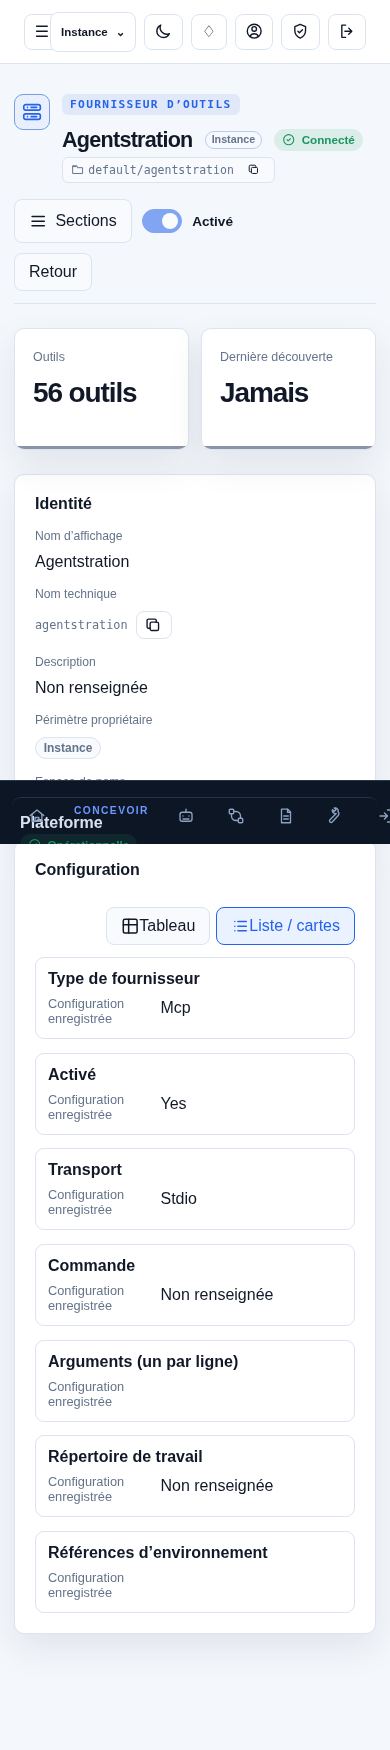 Instance
FOURNISSEUR D’OUTILS
Agentstration Instance Connecté
default/agentstration
Sections Activé
Retour
Outils
56 outils
Dernière découverte
Jamais
Identité
Nom d’affichage
Agentstration
Nom technique
agentstration
Description
Non renseignée
Périmètre propriétaire
Instance
CONCEVOIR
Plateforme
Configuration
Tableau Liste / cartes
Type de fournisseur
Configuration
enregistrée
Mcp
Activé
Configuration
enregistrée
Yes
Transport
Configuration
enregistrée
Stdio
Commande
Configuration
enregistrée
Non renseignée
Arguments (un par ligne)
Configuration
enregistrée
Répertoire de travail
Configuration
enregistrée
Non renseignée
Références d’environnement
Configuration
enregistrée